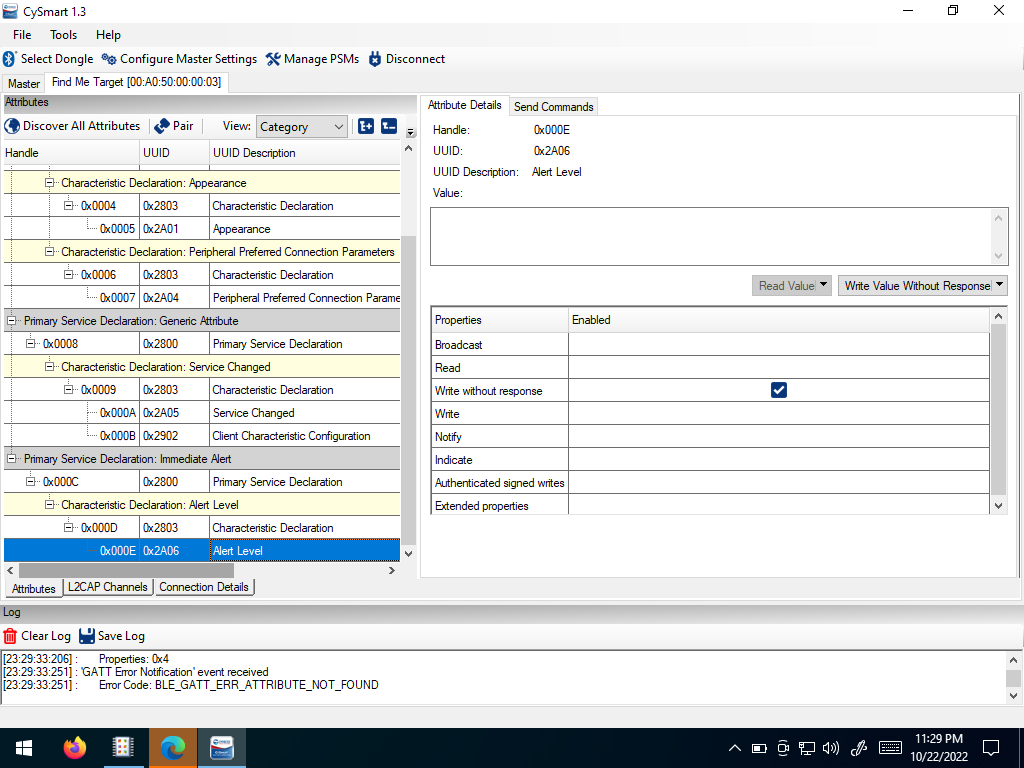 CySmart 1.3
File Tools Help
Select Dongle Configure Master Settings Manage PSMs Disconnect
Master Find Me Target [00:A0:50:00:00:03]
Attributes
Discover All Attributes Pair View: Category
Handle UUID UUID Description
Characteristic Declaration: Appearance
0x0004 0x2803 Characteristic Declaration
0x0005 0x2A01 Appearance
Characteristic Declaration: Peripheral Preferred Connection Parameters
0x0006 0x2803 Characteristic Declaration
0x0007 0x2A04 Peripheral Preferred Connection Parame
Primary Service Declaration: Generic Attribute
0x0008 0x2800 Primary Service Declaration
Characteristic Declaration: Service Changed
0x0009 0x2803 Characteristic Declaration
0x000A 0x2A05 Service Changed
0x000B 0x2902 Client Characteristic Configuration
Primary Service Declaration: Immediate Alert
0x000C 0x2800 Primary Service Declaration
Characteristic Declaration: Alert Level
0x000D 0x2803 Characteristic Declaration
0x000E 0x2A06 Alert Level
Attributes L2CAP Channels Connection Details
Attribute Details Send Commands
Handle: 0x000E
UUID: 0x2A06
UUID Description: Alert Level
Value:
Read Value Write Value Without Response
Properties Enabled
Broadcast
Read
Write without response
Write
Notify
Indicate
Authenticated signed writes
Extended properties
Log
Clear Log Save Log
[23:29:33:206] : Properties: 0x4
[23:29:33:251] : 'GATT Error Notification' event received
[23:29:33:251] : Error Code: BLE_GATT_ERR_ATTRIBUTE_NOT_FOUND
11:29 PM
10/22/2022